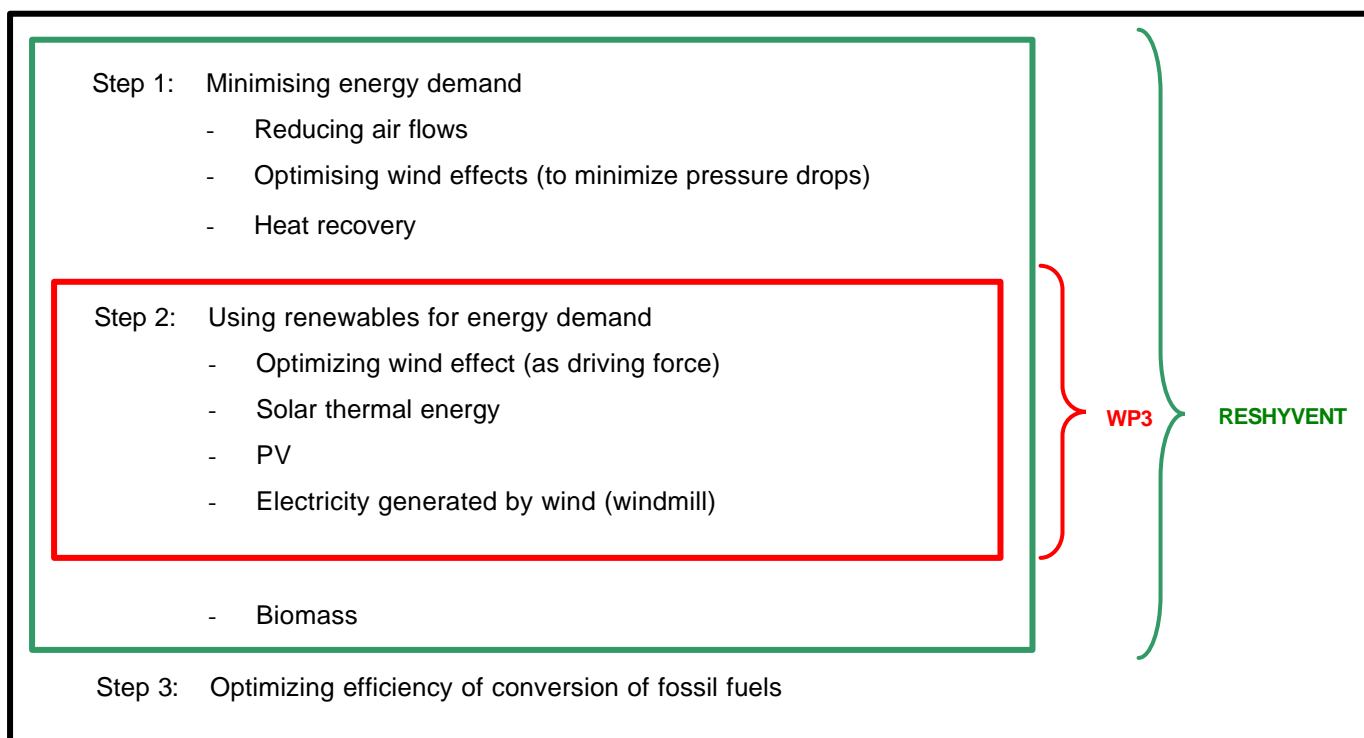 Step 1: Minimising energy demand
- Reducing air flows
- Optimising wind effects (to minimize pressure drops)
- Heat recovery
Step 2: Using renewables for energy demand
- Optimizing wind effect (as driving force)
- Solar thermal energy
- PV
- Electricity generated by wind (windmill)
WP3
RESHYVENT
- Biomass
Step 3: Optimizing efficiency of conversion of fossil fuels